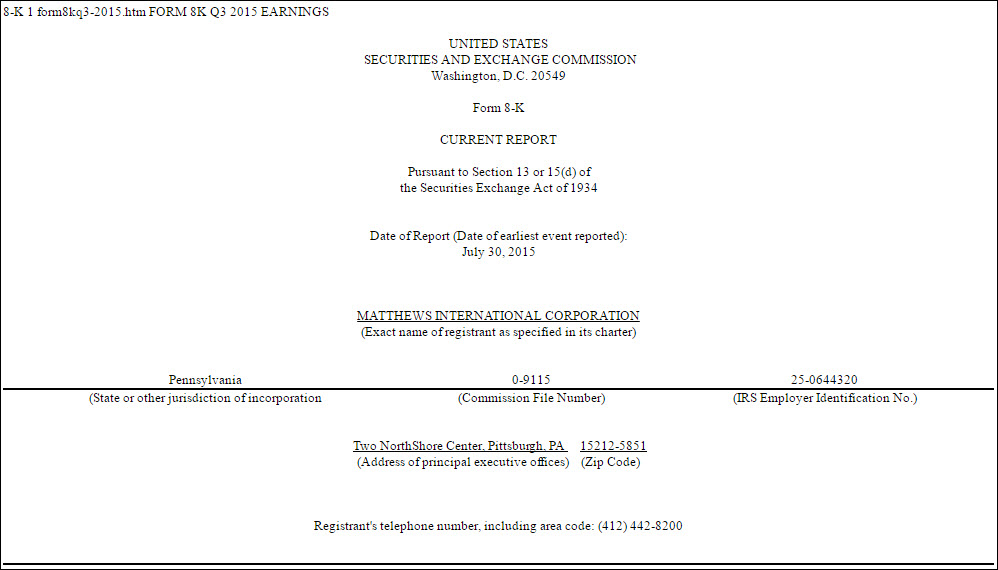 8-K 1 form8kq3-2015.htm FORM 8K Q3 2015 EARNINGS
UNITED STATES
SECURITIES AND EXCHANGE COMMISSION
Washington, D.C. 20549
Form 8-K
CURRENT REPORT
Pursuant to Section 13 or 15(d) of
the Securities Exchange Act of 1934
Date of Report (Date of earliest event reported):
July 30, 2015
MATTHEWS INTERNATIONAL CORPORATION
(Exact name of registrant as specified in its charter)
Pennsylvania 0-9115 25-0644320
(State or other jurisdiction of incorporation (Commission File Number) (IRS Employer Identification No.)
Two NorthShore Center, Pittsburgh, PA 15212-5851
(Address of principal executive offices) (Zip Code)
Registrant's telephone number, including area code: (412) 442-8200